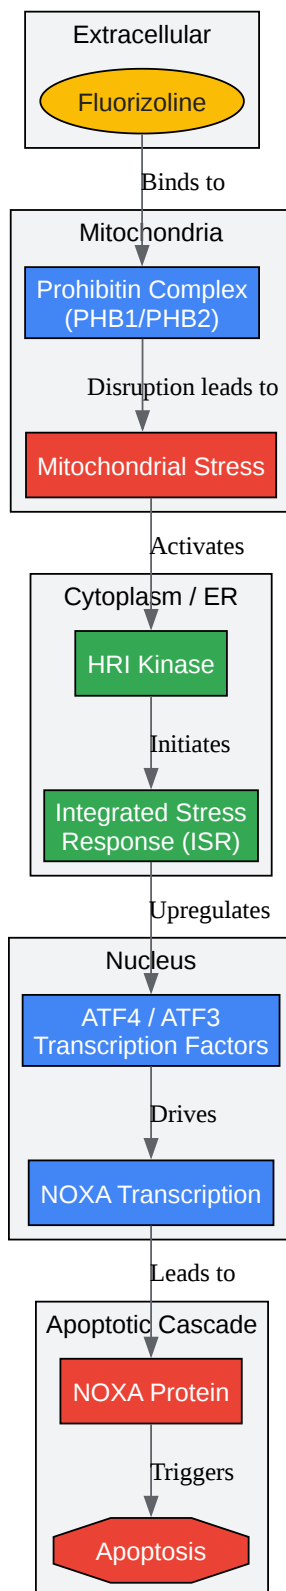 Extracellular
Fluorizoline
Binds to
Mitochondria
Prohibitin Complex
(PHB1/PHB2)
Disruption leads to
Mitochondrial Stress
Activates
Cytoplasm / ER
HRI Kinase
Initiates
Integrated Stress
Response (ISR)
Upregulates
Nucleus
ATF4 / ATF3
Transcription Factors
Drives
NOXA Transcription
Leads to
Apoptotic Cascade
NOXA Protein
Triggers
Apoptosis